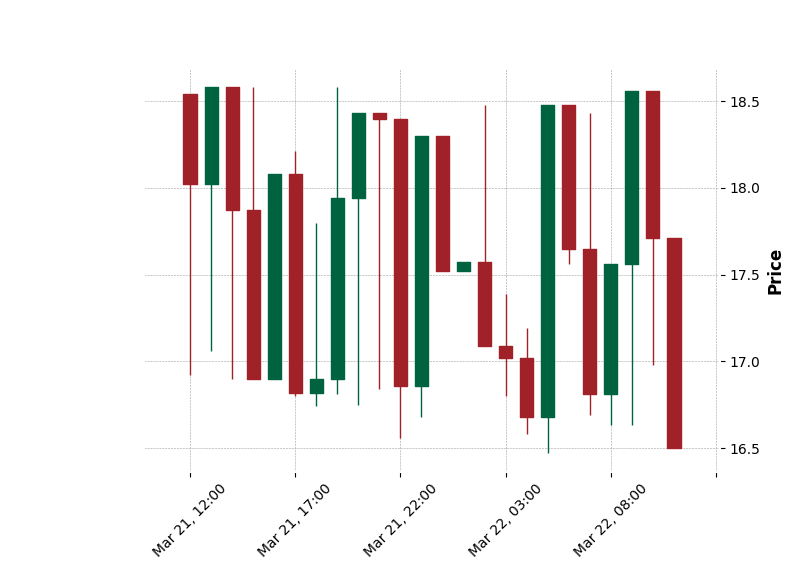 18.5
18.0
17.5
17.0
16.5
Price
Mar 21, 12:00
Mar 21, 17:00
Mar 21, 22:00
Mar 22, 03:00
Mar 22, 08:00